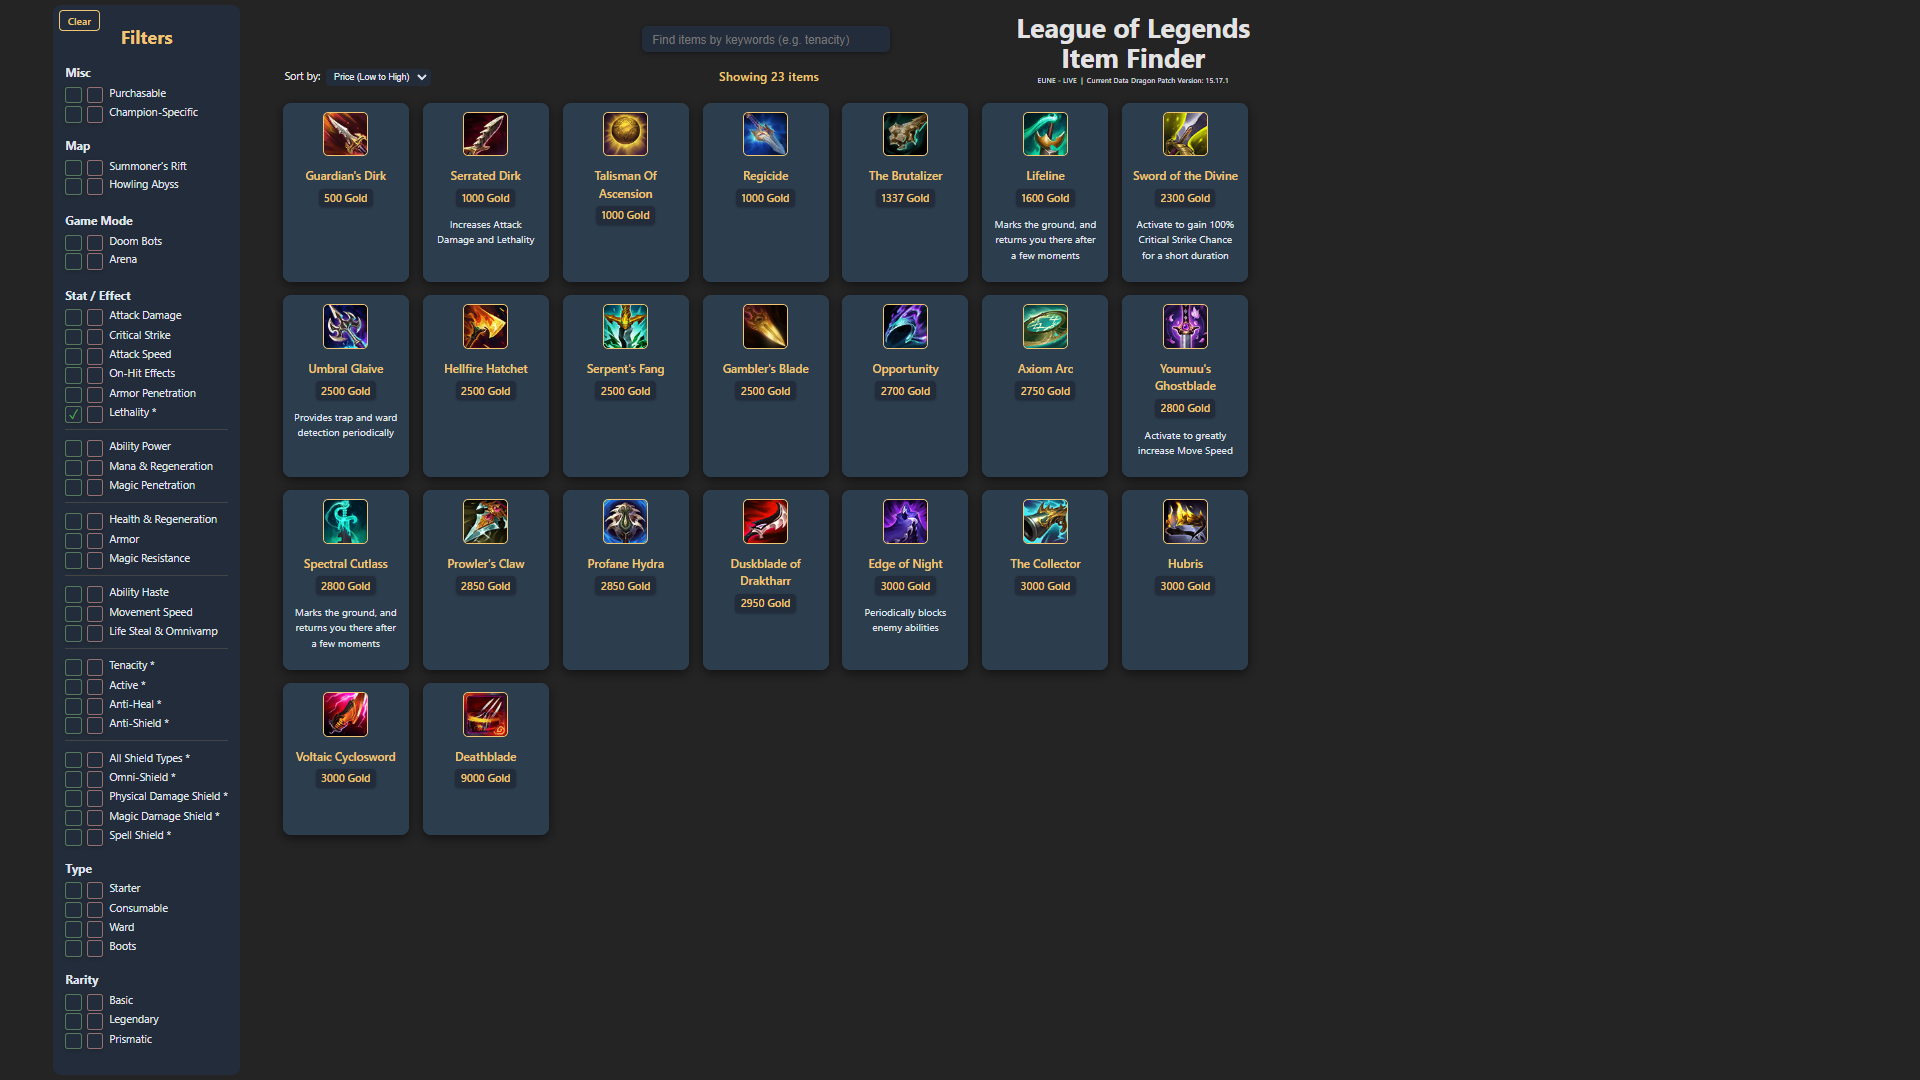 Clear
Filters
Misc
Purchasable
Champion-Specific
Map
Summoner's Rift
Howling Abyss
Game Mode
Doom Bots
Arena
Stat / Effect
Attack Damage
Critical Strike
Attack Speed
On-Hit Effects
Armor Penetration
Lethality *
Ability Power
Mana & Regeneration
Magic Penetration
Health & Regeneration
Armor
Magic Resistance
Ability Haste
Movement Speed
Life Steal & Omnivamp
Tenacity *
Active *
Anti-Heal *
Anti-Shield *
All Shield Types *
Omni-Shield *
Physical Damage Shield *
Magic Damage Shield *
Spell Shield *
Type
Starter
Consumable
Ward
Boots
Rarity
Basic
Legendary
Prismatic
Find items by keywords (e.g. tenacity)
League of Legends
Item Finder
EUNE - LIVE | Current Data Dragon Patch Version: 15.17.1
Sort by: Price (Low to High)
Showing 23 items
Guardian's Dirk
500 Gold
Serrated Dirk
1000 Gold
Increases Attack
Damage and Lethality
Talisman Of
Ascension
1000 Gold
Regicide
1000 Gold
The Brutalizer
1337 Gold
Lifeline
1600 Gold
Marks the ground, and
returns you there after
a few moments
Sword of the Divine
2300 Gold
Activate to gain 100%
Critical Strike Chance
for a short duration
Umbral Glaive
2500 Gold
Provides trap and ward
detection periodically
Hellfire Hatchet
2500 Gold
Serpent's Fang
2500 Gold
Gambler's Blade
2500 Gold
Opportunity
2700 Gold
Axiom Arc
2750 Gold
Youmuu's
Ghostblade
2800 Gold
Activate to greatly
increase Move Speed
Spectral Cutlass
2800 Gold
Marks the ground, and
returns you there after
a few moments
Prowler's Claw
2850 Gold
Profane Hydra
2850 Gold
Duskblade of
Draktharr
2950 Gold
Edge of Night
3000 Gold
Periodically blocks
enemy abilities
The Collector
3000 Gold
Hubris
3000 Gold
Voltaic Cyclosword
3000 Gold
Deathblade
9000 Gold